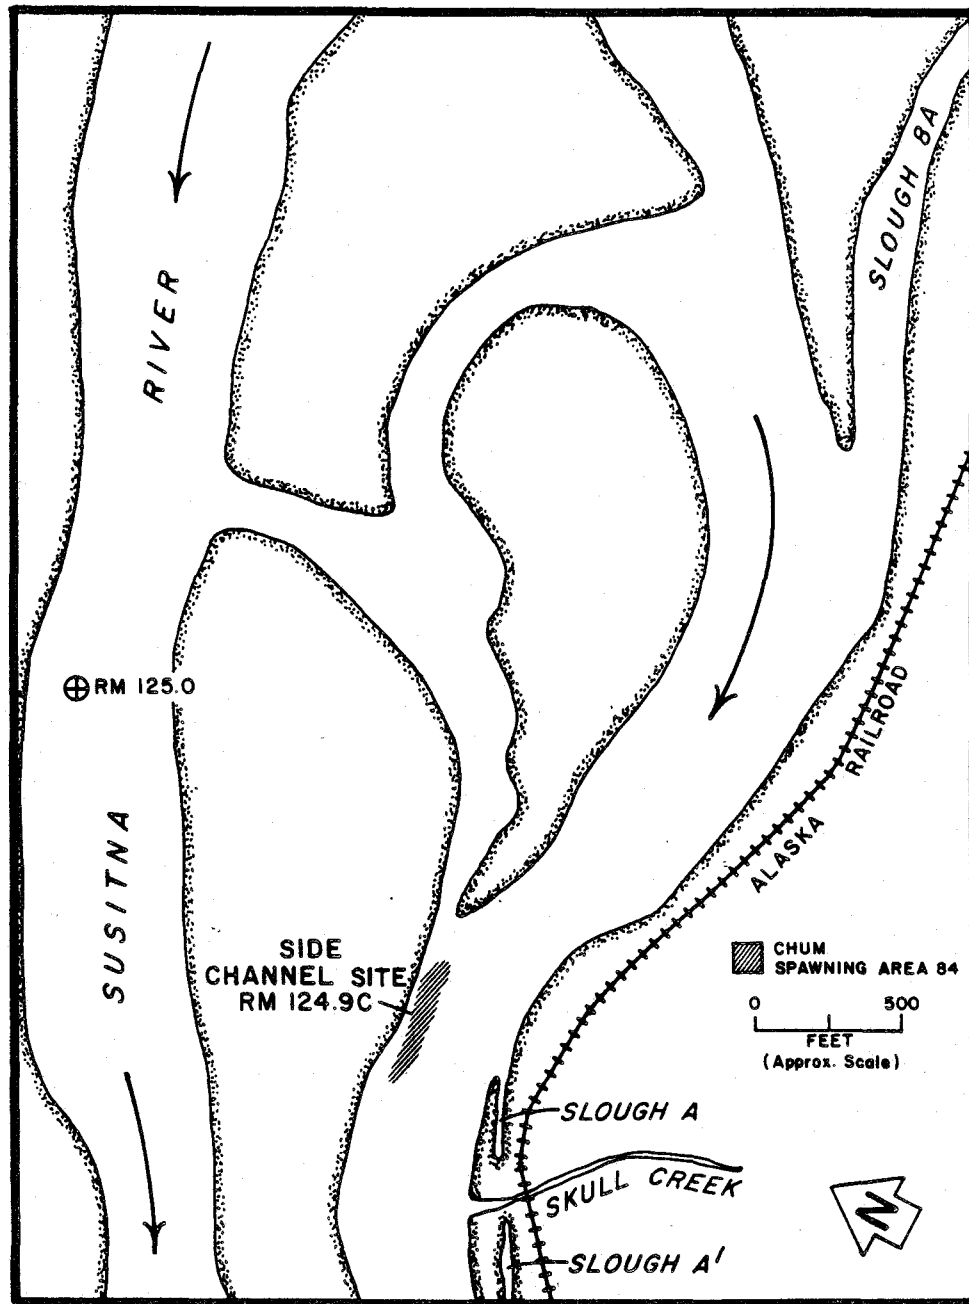 SLOUGH 8A
RIVER
RM 125.0
RAILROAD
ALASKA
SUSITNA
SIDE
CHANNEL SITE
RM 124.9C
CHUM
SPAWNING AREA 84
0 500
FEET
(Approx. Scale)
SLOUGH A
SKULL CREEK
N
SLOUGH A'